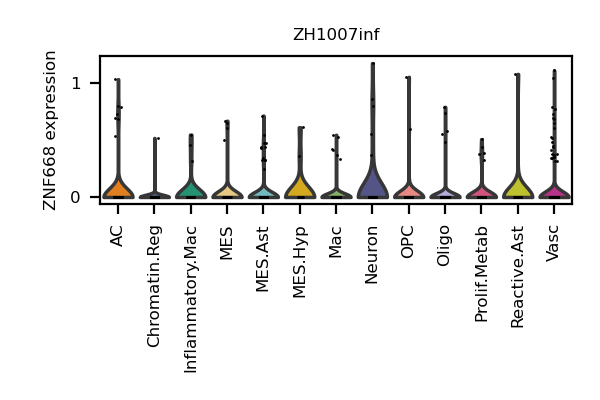 ZH1007inf
ZNF668 expression
1
0
AC
Chromatin.Reg
Inflammatory.Mac
MES
MES.Ast
MES.Hyp
Mac
Neuron
OPC
Oligo
Prolif.Metab
Reactive.Ast
Vasc